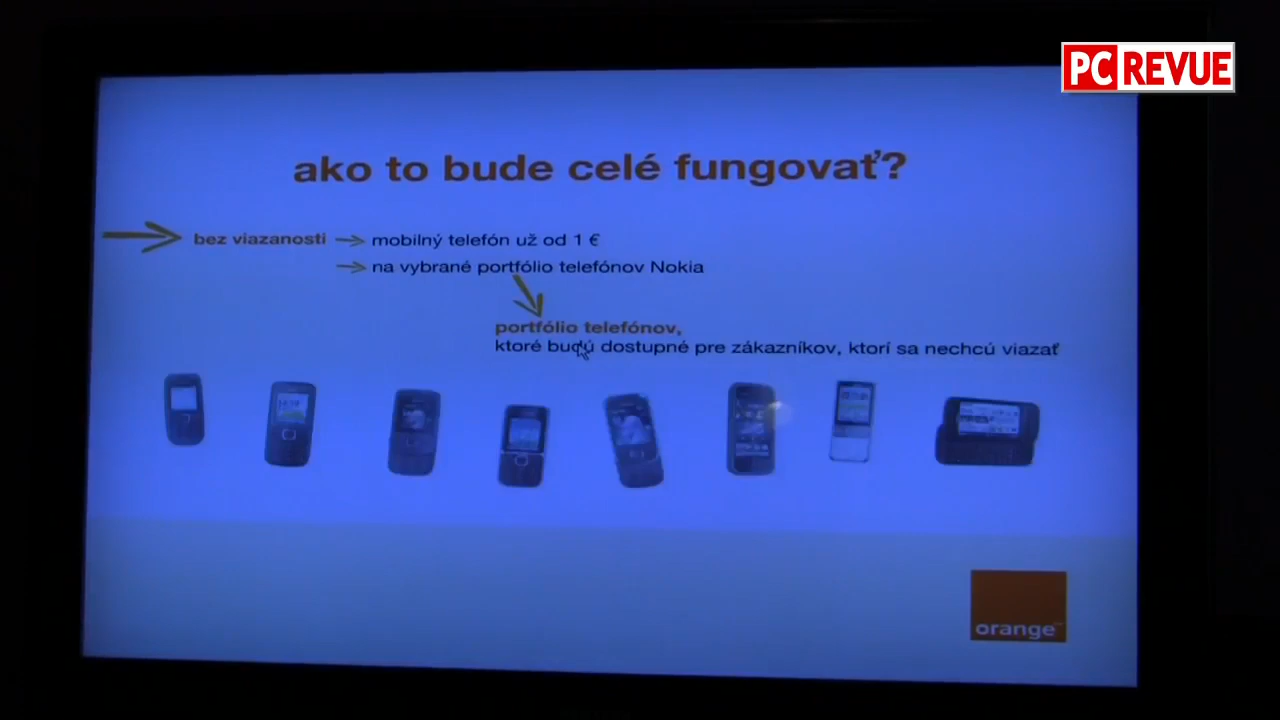 PC REVUE
ako to bude celé fungovať?
bez viazanosti
mobilný telefón už od 1 €
na vybrané portfólio telefónov Nokia
portfólio telefónov,
ktoré budú dostupné pre zákazníkov, ktorí sa nechcú viazať
orange